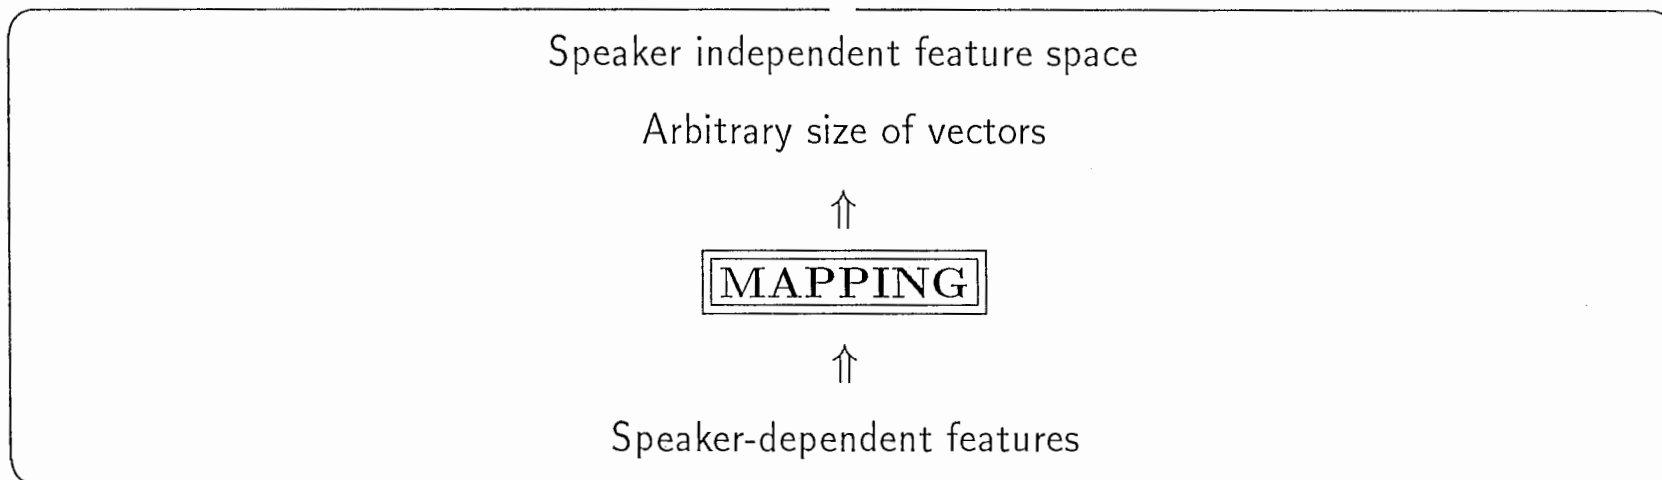 Speaker independent feature space
Arbitrary size of vectors
⇑
MAPPING
⇑
Speaker-dependent features